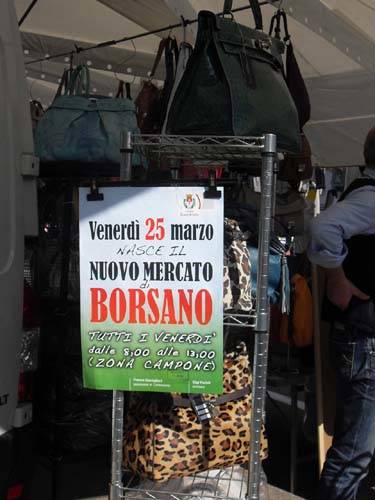 Venerdì 25 marzo
NASCE IL
NUOVO MERCATO
di
BORSANO
TUTTI I VENERDI'
dalle 8,00 alle 13,00
(ZONA CAMPONE)